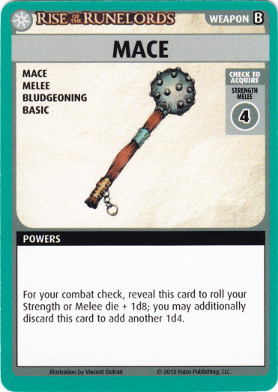 RISE OF THE RUNELORDS WEAPON B
MACE
MACE
MELEE
BLUDGEONING
BASIC
CHECK TO
ACQUIRE
STRENGTH
MELEE
4
POWERS
For your combat check, reveal this card to roll your
Strength or Melee die + 1d8; you may additionally
discard this card to add another 1d4.
Illustration by Vincent Dutrait © 2013 Paizo Publishing, LLC.